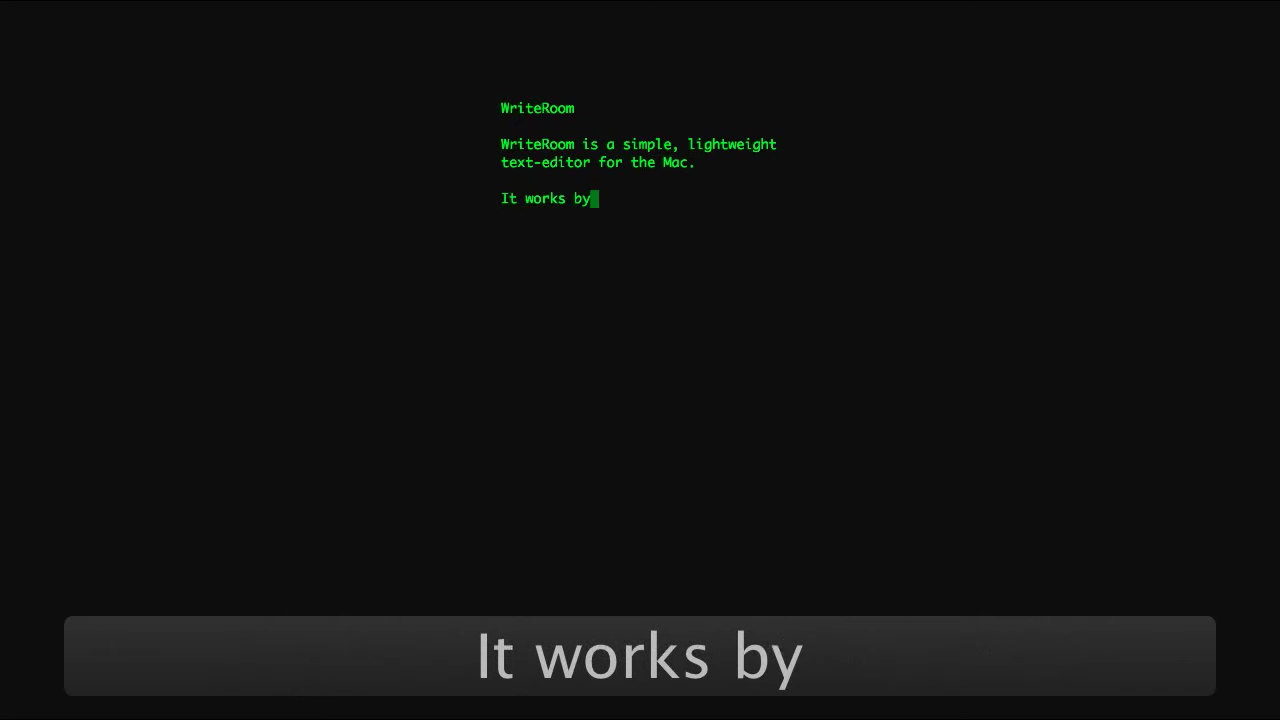 WriteRoom
WriteRoom is a simple, lightweight
text-editor for the Mac.
It works by
It works by